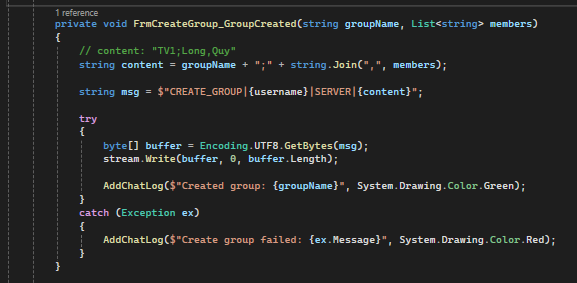 1 reference
private void FrmCreateGroup_GroupCreated(string groupName, List<string> members)
{
// content: "TV1;Long,Quy"
string content = groupName + ";" + string.Join(",", members);
string msg = $"CREATE_GROUP|{username}|SERVER|{content}";
try
{
byte[] buffer = Encoding.UTF8.GetBytes(msg);
stream.Write(buffer, 0, buffer.Length);
AddChatLog($"Created group: {groupName}", System.Drawing.Color.Green);
}
catch (Exception ex)
{
AddChatLog($"Create group failed: {ex.Message}", System.Drawing.Color.Red);
}
}